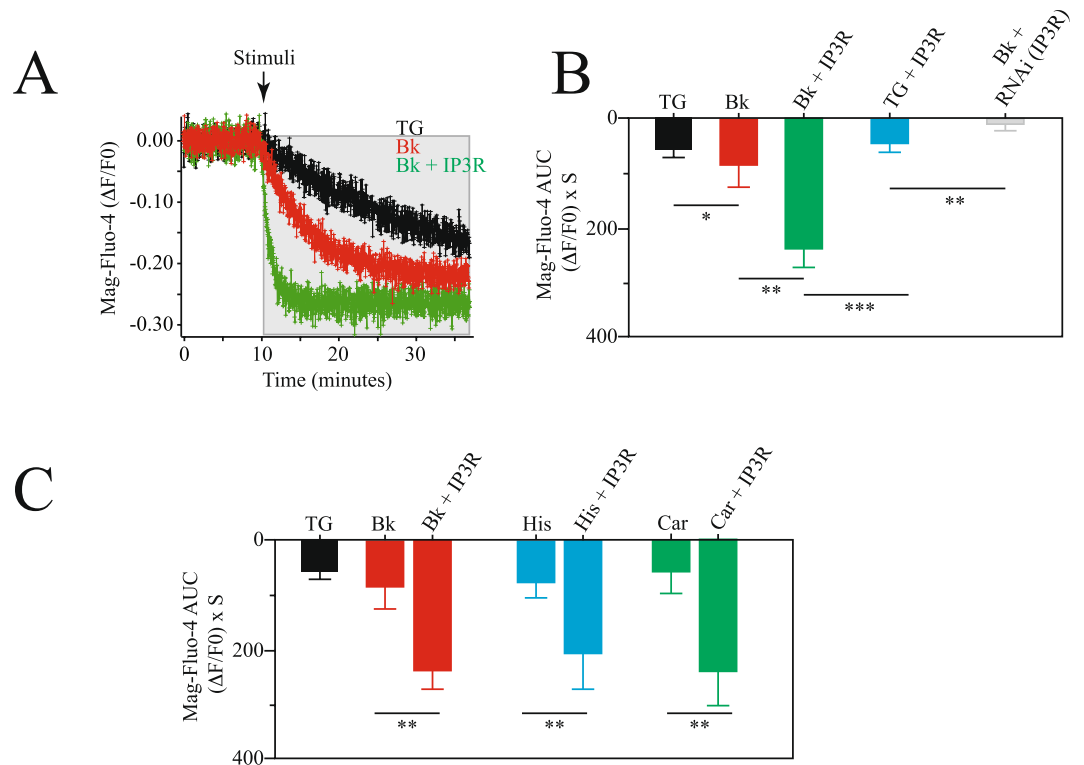 A
Stimuli
TG
Bk
Bk + IP3R
Mag-Fluo-4 (ΔF/F0)
0.00
-0.10
-0.20
-0.30
0
10
20
30
Time (minutes)
B
TG
Bk
Bk + IP3R
TG + IP3R
Bk +
RNAi (IP3R)
Mag-Fluo-4 AUC
(ΔF/F0) x S
0
200
400
*
**
**
***
C
TG
Bk
Bk + IP3R
His
His + IP3R
Car
Car + IP3R
Mag-Fluo-4 AUC
(ΔF/F0) x S
0
200
400
**
**
**